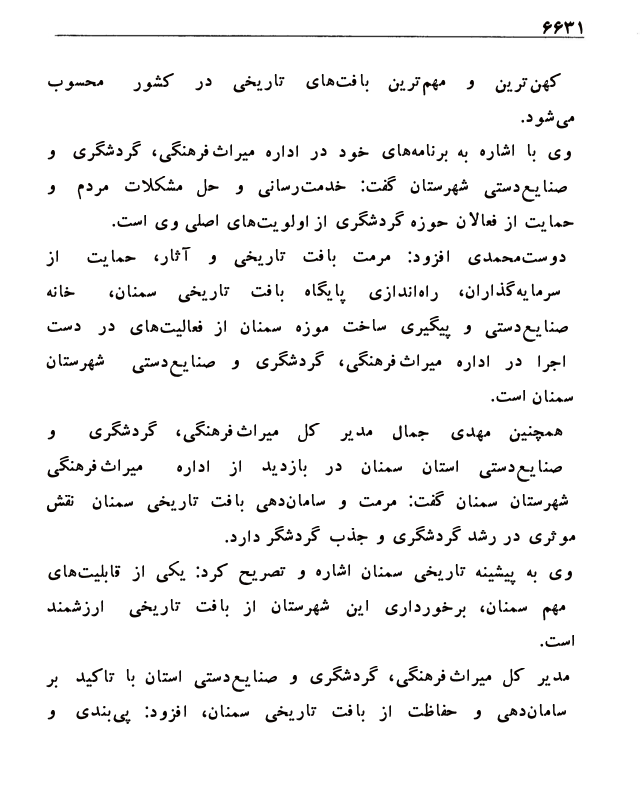 ۶۶۳۱
کهن‌ترین و مهم‌ترین بافت‌های تاریخی در کشور محسوب
می‌شود.
وی با اشاره به برنامه‌های خود در اداره میراث‌فرهنگی، گردشگری و
صنایع‌دستی شهرستان گفت: خدمت‌رسانی و حل مشکلات مردم و
حمایت از فعالان حوزه گردشگری از اولویت‌های اصلی وی است.
دوست‌محمدی افزود: مرمت بافت تاریخی و آثار، حمایت از
سرمایه‌گذاران، راه‌اندازی پایگاه بافت تاریخی سمنان، خانه
صنایع‌دستی و پیگیری ساخت موزه سمنان از فعالیت‌های در دست
اجرا در اداره میراث‌فرهنگی، گردشگری و صنایع‌دستی شهرستان
سمنان است.
همچنین مهدی جمال مدیر کل میراث‌فرهنگی، گردشگری و
صنایع‌دستی استان سمنان در بازدید از اداره میراث‌فرهنگی
شهرستان سمنان گفت: مرمت و سامان‌دهی بافت تاریخی سمنان نقش
موثری در رشد گردشگری و جذب گردشگر دارد.
وی به پیشینه تاریخی سمنان اشاره و تصریح کرد: یکی از قابلیت‌های
مهم سمنان، برخورداری این شهرستان از بافت تاریخی ارزشمند
است.
مدیر کل میراث‌فرهنگی، گردشگری و صنایع‌دستی استان با تاکید بر
سامان‌دهی و حفاظت از بافت تاریخی سمنان، افزود: پی‌بندی و